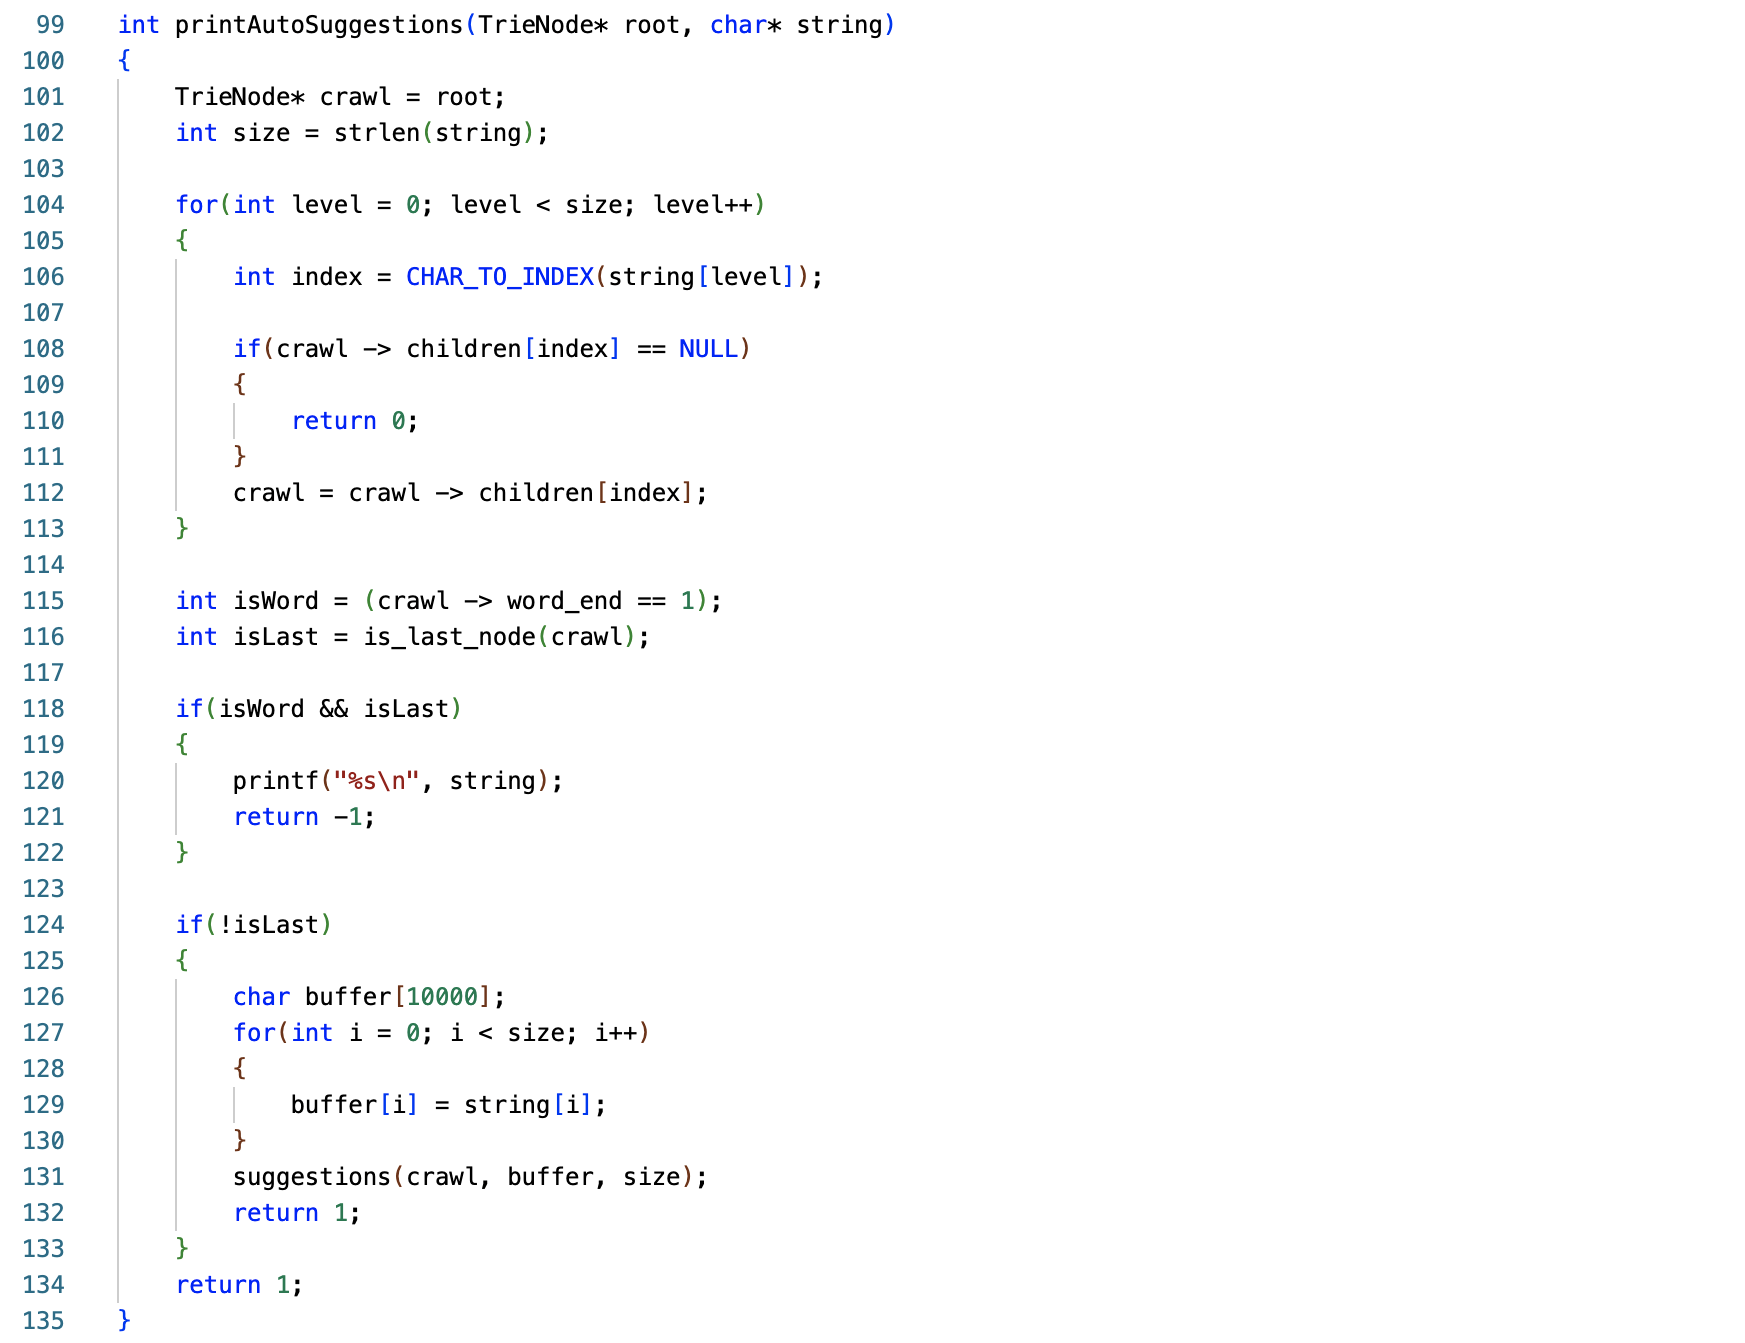 99 int printAutoSuggestions(TrieNode* root, char* string)
100 {
101     TrieNode* crawl = root;
102     int size = strlen(string);
103
104     for(int level = 0; level < size; level++)
105     {
106         int index = CHAR_TO_INDEX(string[level]);
107
108         if(crawl -> children[index] == NULL)
109         {
110             return 0;
111         }
112         crawl = crawl -> children[index];
113     }
114
115     int isWord = (crawl -> word_end == 1);
116     int isLast = is_last_node(crawl);
117
118     if(isWord && isLast)
119     {
120         printf("%s\n", string);
121         return -1;
122     }
123
124     if(!isLast)
125     {
126         char buffer[10000];
127         for(int i = 0; i < size; i++)
128         {
129             buffer[i] = string[i];
130         }
131         suggestions(crawl, buffer, size);
132         return 1;
133     }
134     return 1;
135 }